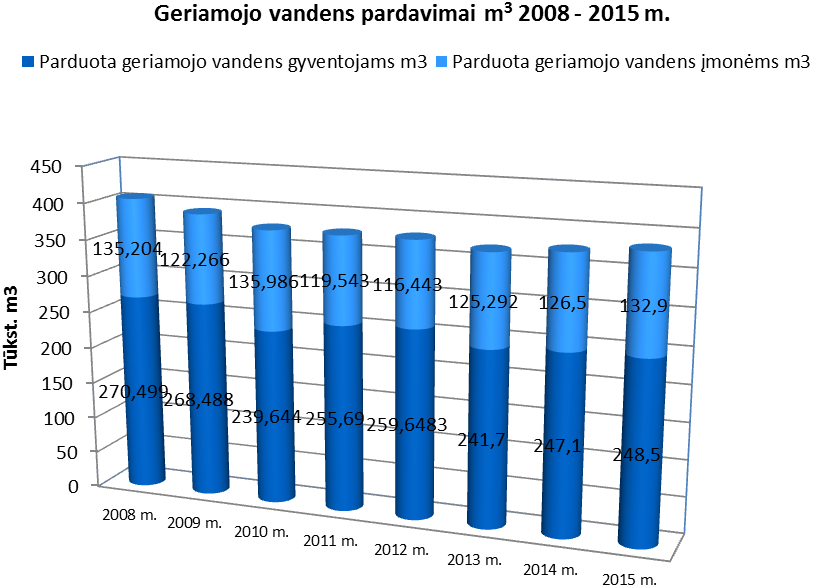 Geriamojo vandens pardavimai m³ 2008 - 2015 m.
Parduota geriamojo vandens gyventojams m3
Parduota geriamojo vandens įmonėms m3
Tūkst. m3
450
400
350
300
250
200
150
100
50
0
135,204
122,266
135,986
119,543
116,443
125,292
126,5
132,9
270,499
268,488
239,644
255,69
259,6483
241,7
247,1
248,5
2008 m.
2009 m.
2010 m.
2011 m.
2012 m.
2013 m.
2014 m.
2015 m.